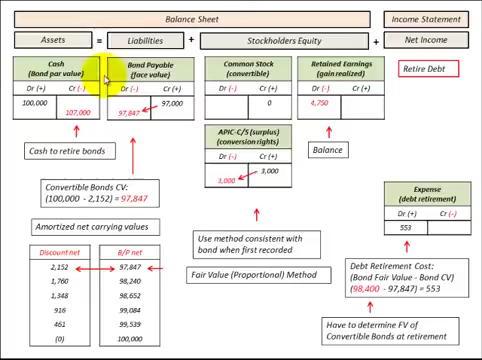 Balance Sheet
Income Statement
Assets
=
Liabilities
+
Stockholders Equity
+
Net Income
Cash
(Bond par value)
Dr (+) Cr (-)
100,000
107,000
Bond Payable
(face value)
Dr (-) Cr (+)
97,847
97,000
Common Stock
(convertible)
Dr (-) Cr (+)
0
Retained Earnings
(gain realized)
Dr (-) Cr (+)
4,750
Retire Debt
Cash to retire bonds
APIC-C/S (surplus)
(conversion rights)
Dr (-) Cr (+)
3,000
3,000
Balance
Convertible Bonds CV:
(100,000 - 2,152) = 97,847
Expense
(debt retirement)
Dr (+) Cr (-)
553
Amortized net carrying values
Use method consistent with
bond when first recorded
Fair Value (Proportional) Method
Discount net
B/P net
2,152 97,847
1,760 98,240
1,348 98,652
916 99,084
461 99,539
(0) 100,000
Debt Retirement Cost:
(Bond Fair Value - Bond CV)
(98,400 - 97,847) = 553
Have to determine FV of
Convertible Bonds at retirement